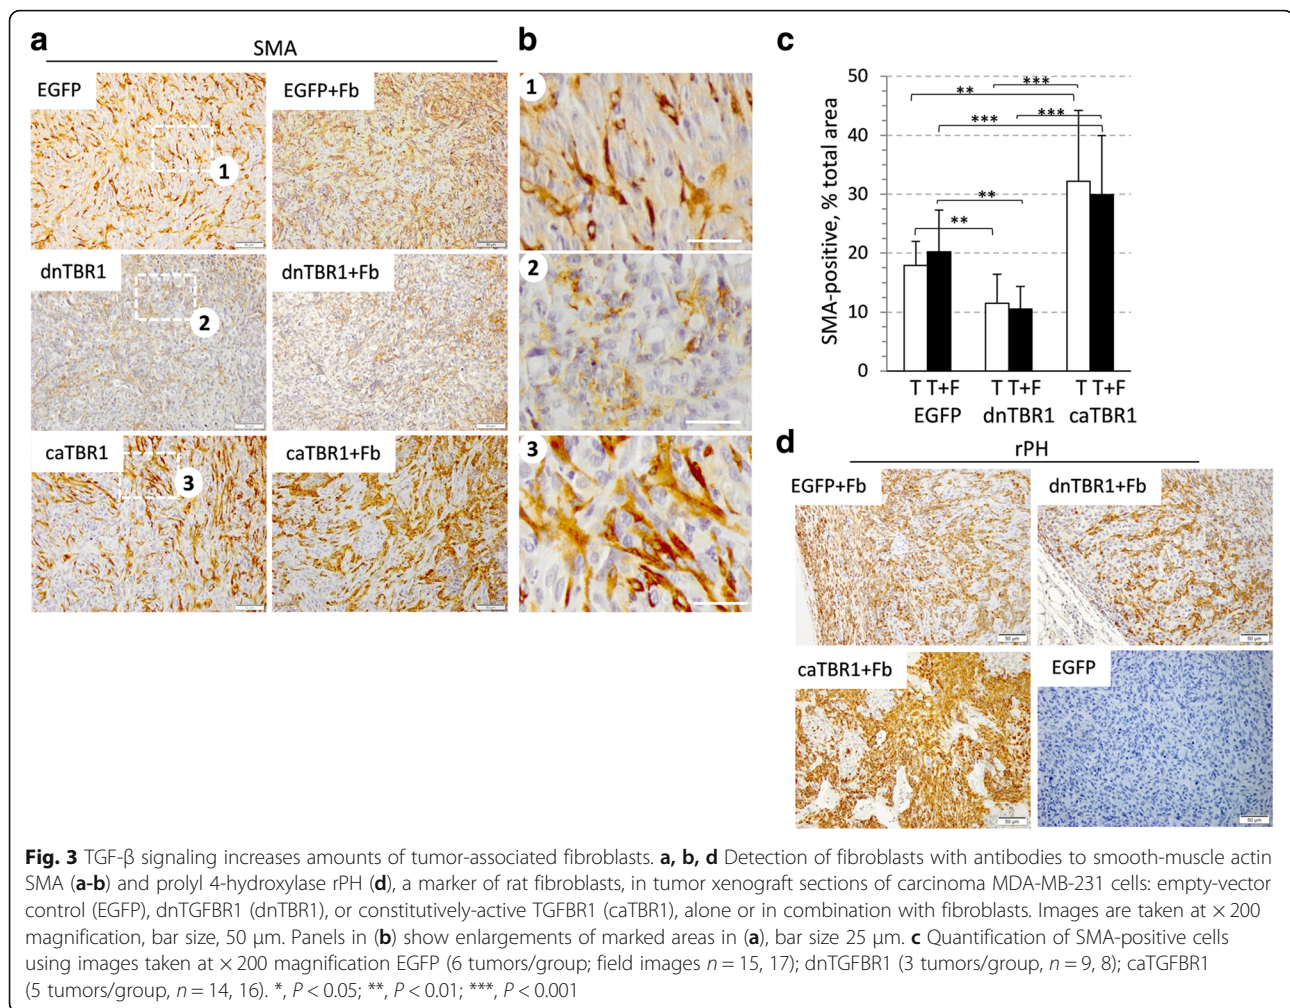 a
SMA
EGFP
1
EGFP+Fb
dnTBR1
2
dnTBR1+Fb
caTBR1
3
caTBR1+Fb
b
1
2
3
c
SMA-positive, % total area
50
40
30
20
10
0
***
**
***
***
**
**
T T+F T T+F T T+F
EGFP dnTBR1 caTBR1
d
rPH
EGFP+Fb
50 µm
dnTBR1+Fb
50 µm
caTBR1+Fb
50 µm
EGFP
50 µm
Fig. 3 TGF-β signaling increases amounts of tumor-associated fibroblasts. a, b, d Detection of fibroblasts with antibodies to smooth-muscle actin
SMA (a-b) and prolyl 4-hydroxylase rPH (d), a marker of rat fibroblasts, in tumor xenograft sections of carcinoma MDA-MB-231 cells: empty-vector
control (EGFP), dnTGFBR1 (dnTBR1), or constitutively-active TGFBR1 (caTBR1), alone or in combination with fibroblasts. Images are taken at × 200
magnification, bar size, 50 μm. Panels in (b) show enlargements of marked areas in (a), bar size 25 μm. c Quantification of SMA-positive cells
using images taken at × 200 magnification EGFP (6 tumors/group; field images n = 15, 17); dnTGFBR1 (3 tumors/group, n = 9, 8); caTGFBR1
(5 tumors/group, n = 14, 16). *, P < 0.05; **, P < 0.01; ***, P < 0.001